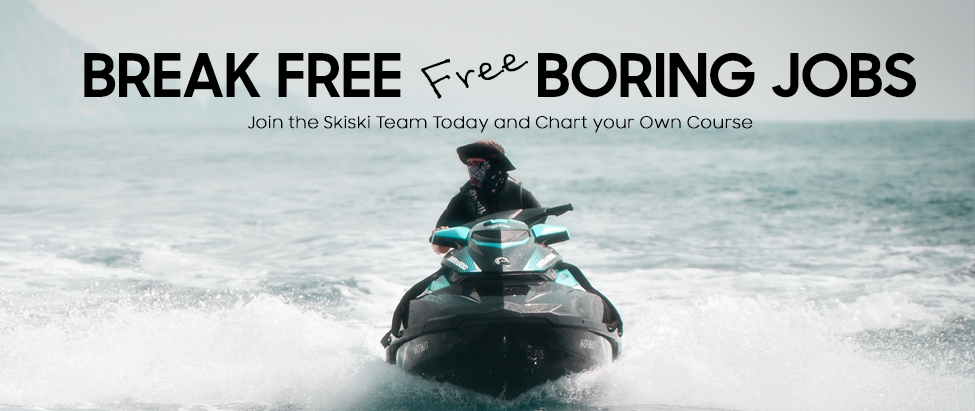 BREAK FREE Free BORING JOBS
Join the Skiski Team Today and Chart your Own Course